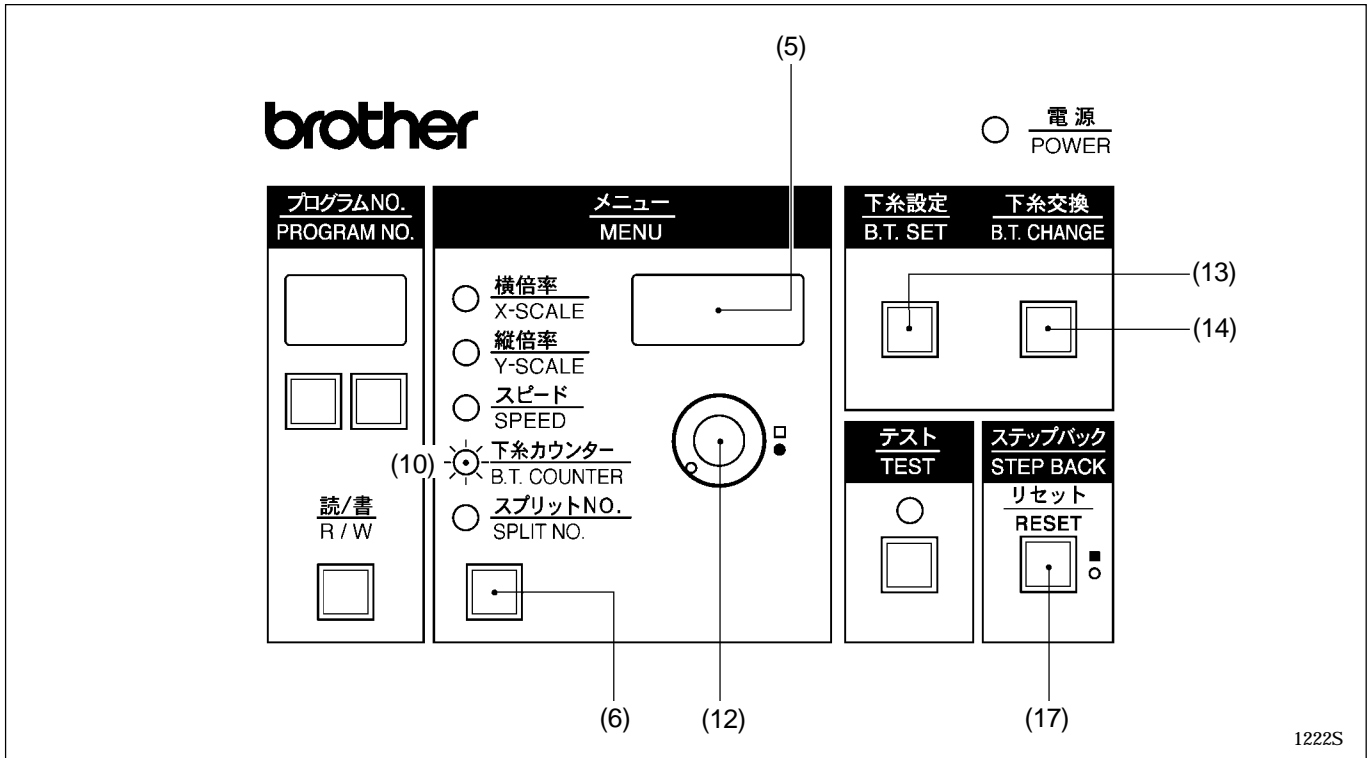 (5)
brother
電源
POWER
プログラムNO.
PROGRAM NO.
メニュー
MENU
下糸設定
B.T. SET
下糸交換
B.T. CHANGE
横倍率
X-SCALE
縦倍率
Y-SCALE
スピード
SPEED
(10)
下糸カウンター
B.T. COUNTER
スプリットNO.
SPLIT NO.
(13)
(14)
読/書
R / W
テスト
TEST
ステップバック
STEP BACK
リセット
RESET
(6)
(12)
(17)
1222S